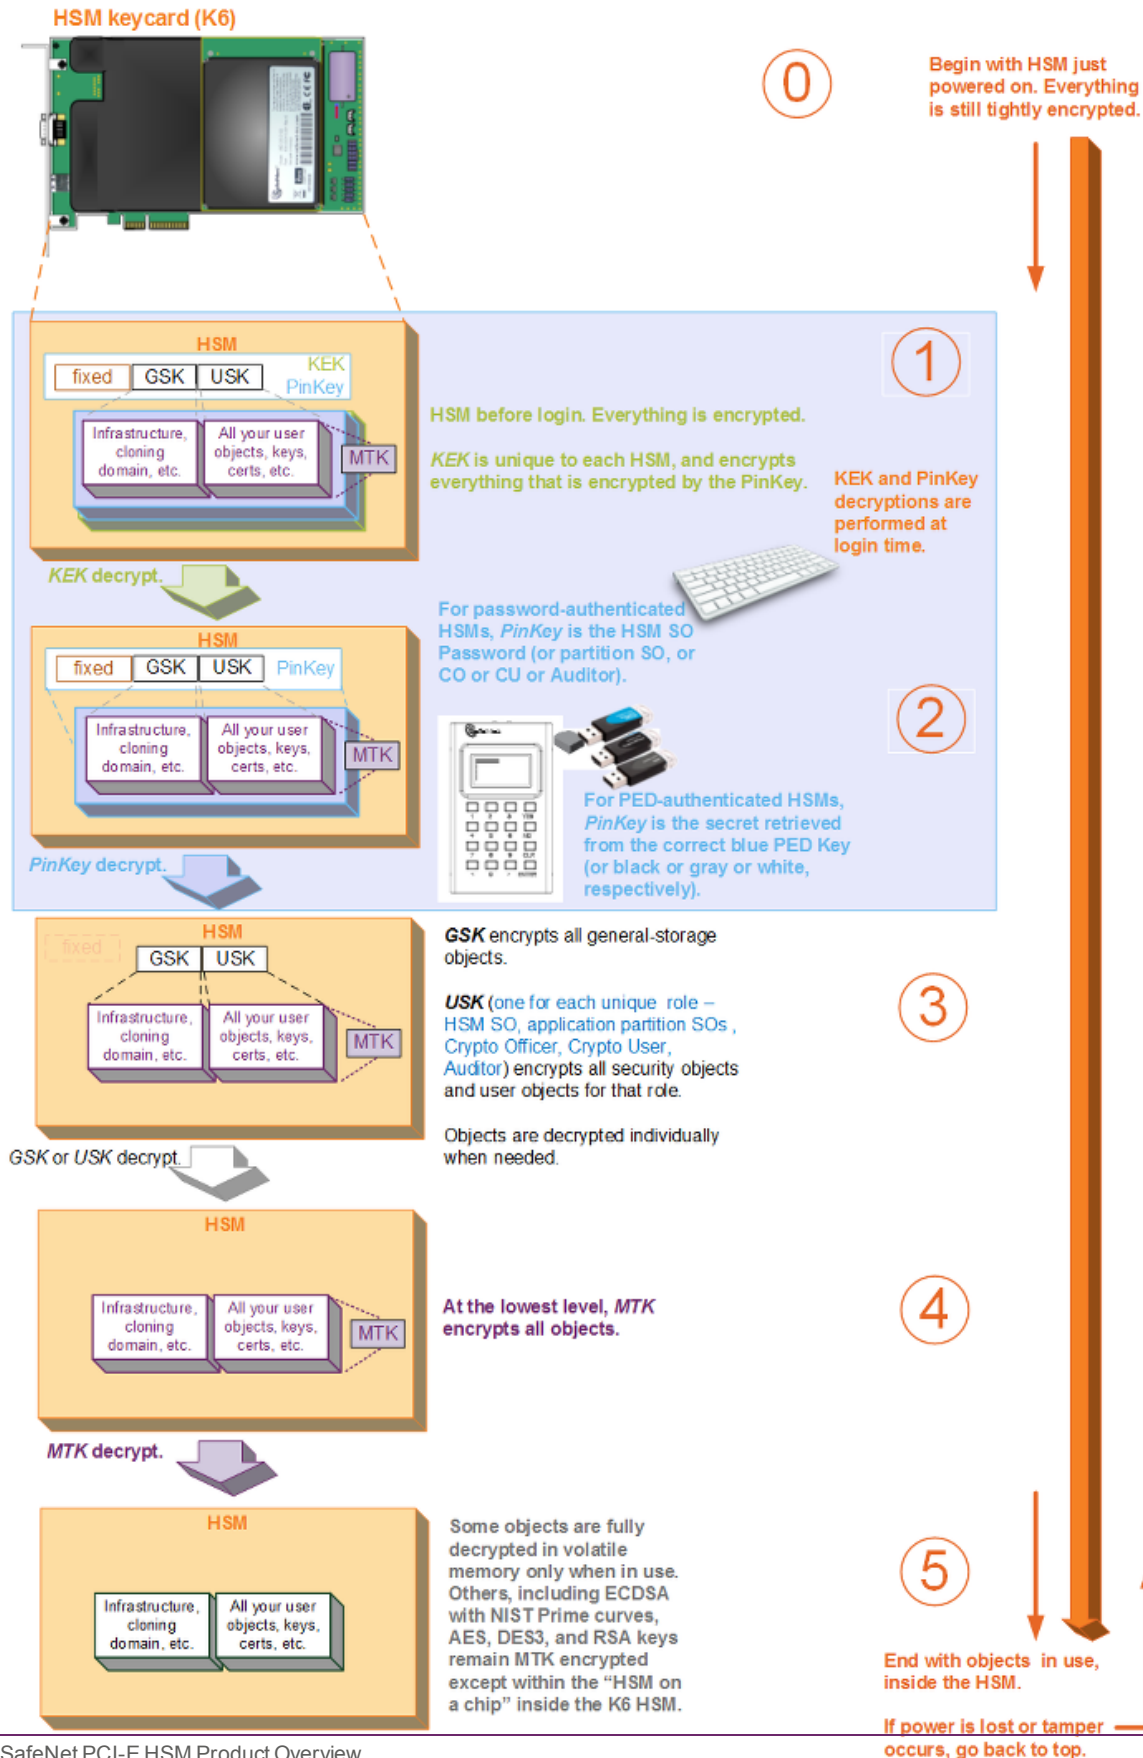 HSM keycard (K6)
0
Begin with HSM just
powered on. Everything
is still tightly encrypted.
HSM
KEK
fixed
GSK
USK
PinKey
Infrastructure,
cloning
domain, etc.
All your user
objects, keys,
certs, etc.
MTK
1
HSM before login. Everything is encrypted.
KEK is unique to each HSM, and encrypts
everything that is encrypted by the PinKey.
KEK and PinKey
decryptions are
performed at
login time.
KEK decrypt.
HSM
fixed
GSK
USK
PinKey
Infrastructure,
cloning
domain, etc.
All your user
objects, keys,
certs, etc.
MTK
For password-authenticated
HSMs, PinKey is the HSM SO
Password (or partition SO, or
CO or CU or Auditor).
2
For PED-authenticated HSMs,
PinKey is the secret retrieved
from the correct blue PED Key
(or black or gray or white,
respectively).
PinKey decrypt.
HSM
fixed
GSK
USK
Infrastructure,
cloning
domain, etc.
All your user
objects, keys,
certs, etc.
MTK
GSK encrypts all general-storage
objects.
USK (one for each unique role –
HSM SO, application partition SOs ,
Crypto Officer, Crypto User,
Auditor) encrypts all security objects
and user objects for that role.
Objects are decrypted individually
when needed.
3
GSK or USK decrypt.
HSM
Infrastructure,
cloning
domain, etc.
All your user
objects, keys,
certs, etc.
MTK
At the lowest level, MTK
encrypts all objects.
4
MTK decrypt.
HSM
Infrastructure,
cloning
domain, etc.
All your user
objects, keys,
certs, etc.
Some objects are fully
decrypted in volatile
memory only when in use.
Others, including ECDSA
with NIST Prime curves,
AES, DES3, and RSA keys
remain MTK encrypted
except within the “HSM on
a chip” inside the K6 HSM.
5
End with objects in use,
inside the HSM.
If power is lost or tamper
occurs, go back to top.
SafeNet PCI-E HSM Product Overview